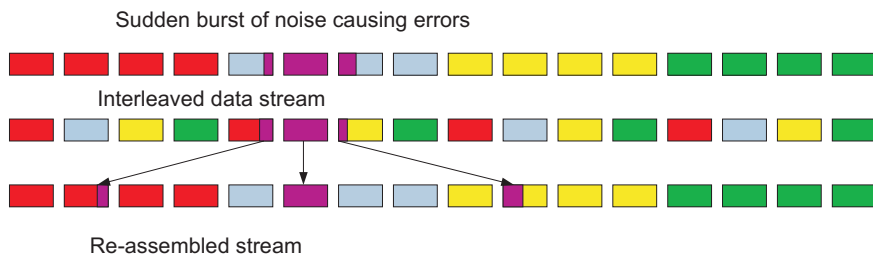 Sudden burst of noise causing errors
Interleaved data stream
Re-assembled stream